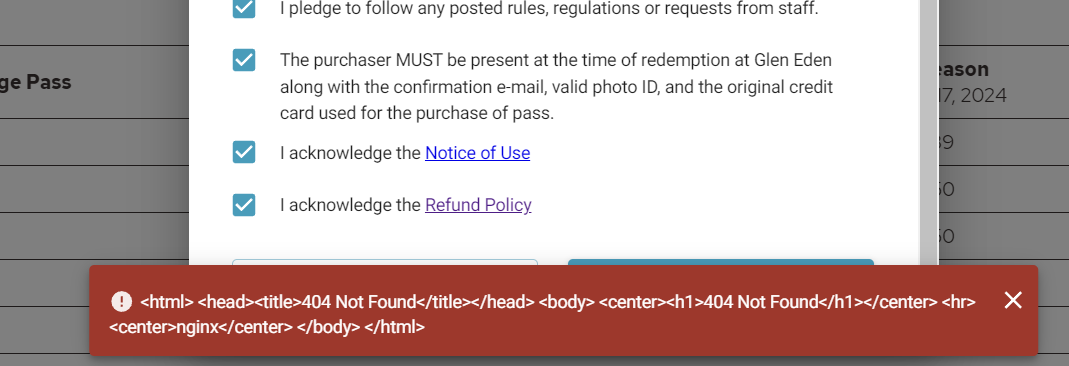 I pledge to follow any posted rules, regulations or requests from staff.
The purchaser MUST be present at the time of redemption at Glen Eden
along with the confirmation e-mail, valid photo ID, and the original credit
card used for the purchase of pass.
I acknowledge the Notice of Use
I acknowledge the Refund Policy
ge Pass
eason
17, 2024
39
50
50
<html> <head><title>404 Not Found</title></head> <body> <center><h1>404 Not Found</h1></center> <hr>
<center>nginx</center> </body> </html>